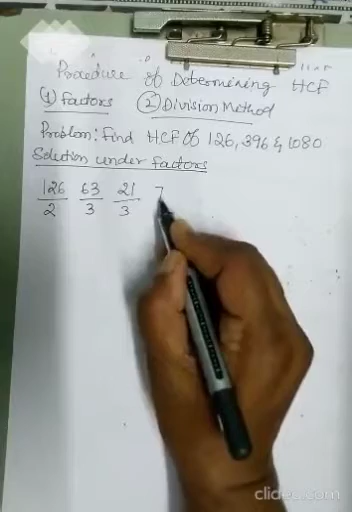 Procedure of Determining HCF
(1) Factors (2) Division Method
Problem: Find HCF of 126, 396 & 1080
Solution under factors
126 63 21 7
2 3 3
clideo.com